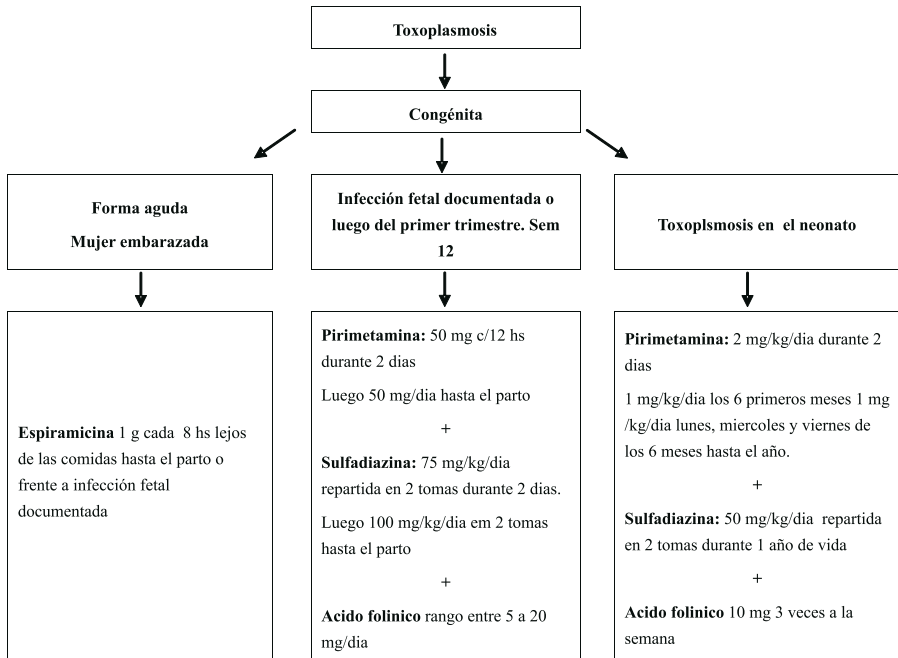 Toxoplasmosis
Congénita
Forma aguda
Mujer embarazada
Infección fetal documentada o
luego del primer trimestre. Sem
12
Toxoplsmosis en el neonato
Espiramicina 1 g cada 8 hs lejos
de las comidas hasta el parto o
frente a infección fetal
documentada
Pirimetamina: 50 mg c/12 hs
durante 2 dias
Luego 50 mg/dia hasta el parto
+
Sulfadiazina: 75 mg/kg/dia
repartida en 2 tomas durante 2 dias.
Luego 100 mg/kg/dia em 2 tomas
hasta el parto
+
Acido folinico rango entre 5 a 20
mg/dia
Pirimetamina: 2 mg/kg/dia durante 2
dias
1 mg/kg/dia los 6 primeros meses 1 mg
/kg/dia lunes, miercoles y viernes de
los 6 meses hasta el año.
+
Sulfadiazina: 50 mg/kg/dia repartida
en 2 tomas durante 1 año de vida
+
Acido folinico 10 mg 3 veces a la
semana